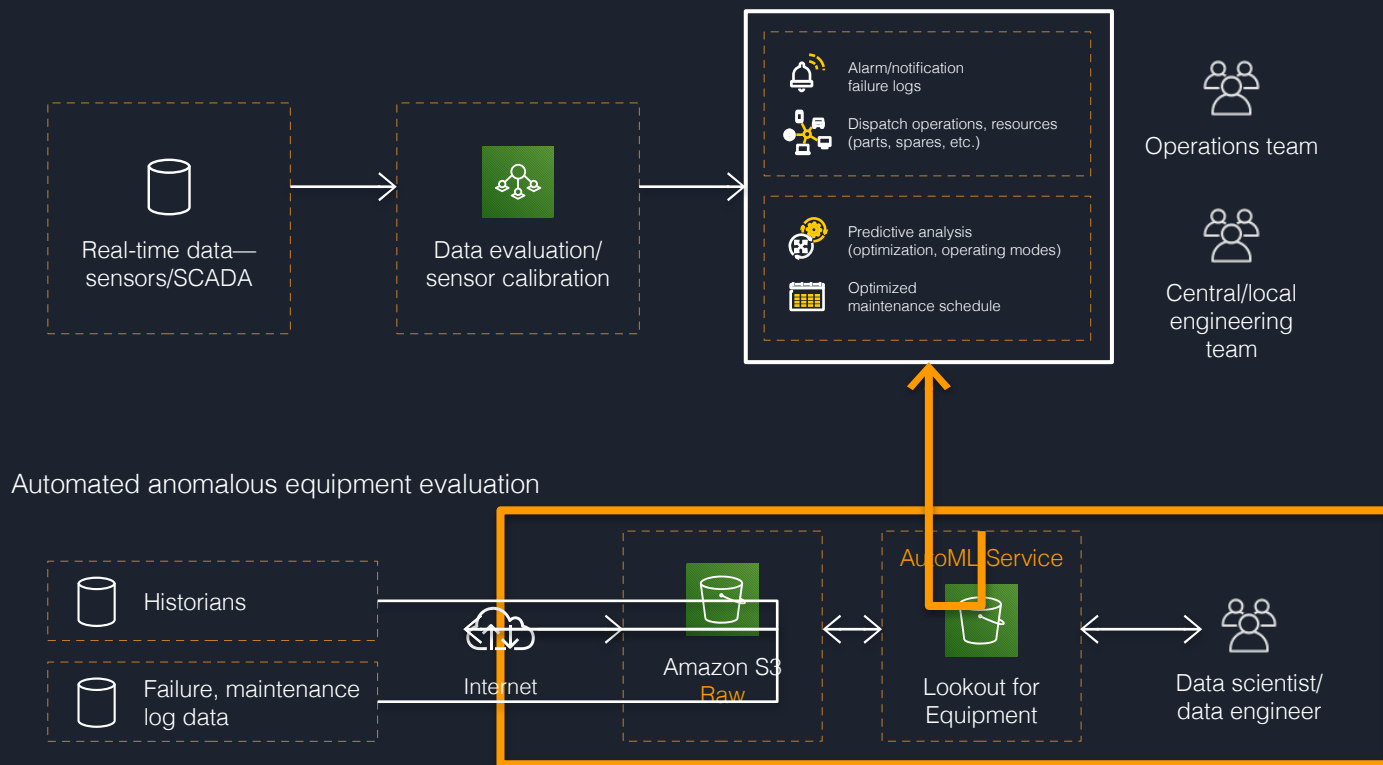 Alarm/notification
failure logs
Dispatch operations, resources
(parts, spares, etc.)
Operations team
Real-time data—
sensors/SCADA
Data evaluation/
sensor calibration
Predictive analysis
(optimization, operating modes)
Optimized
maintenance schedule
Central/local
engineering
team
Automated anomalous equipment evaluation
Historians
Failure, maintenance
log data
Internet
Amazon S3
Raw
AutoML Service
Lookout for
Equipment
Data scientist/
data engineer